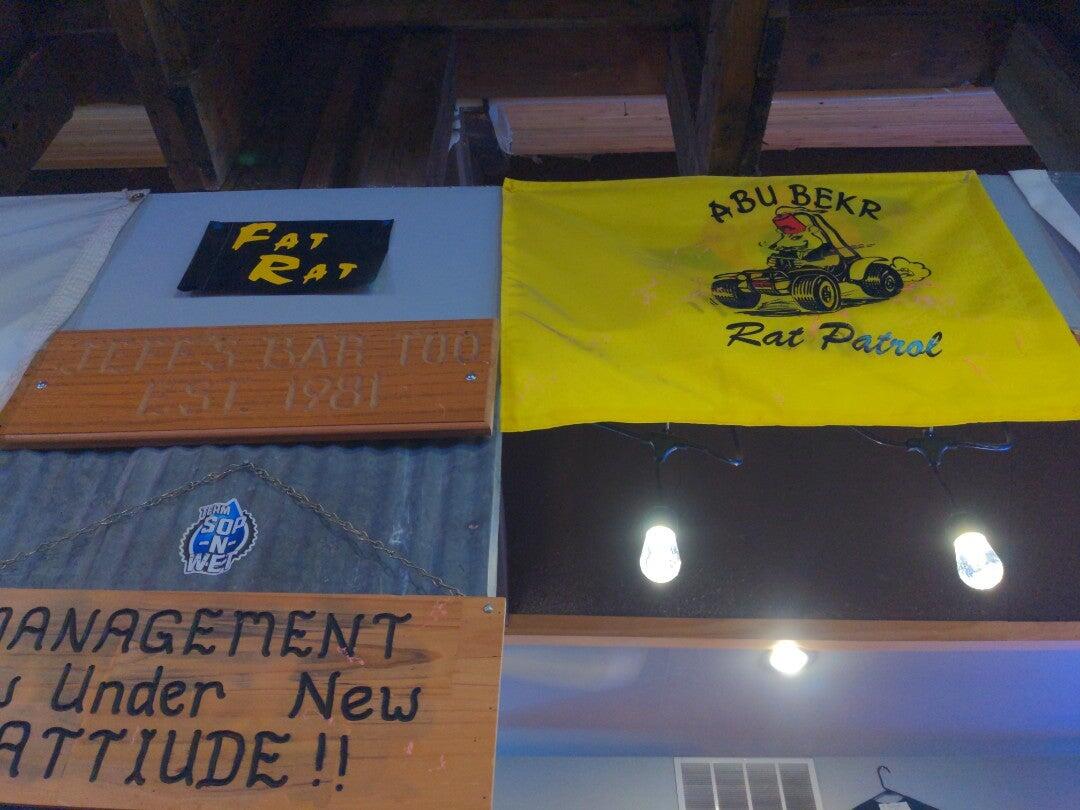 FAT
RAT
JEFF'S BAR TOO
EST 1981
TEAM
SOP
-N-
WET
MANAGEMENT
Under New
ATTIUDE!!
ABU BEKR
Rat Patrol